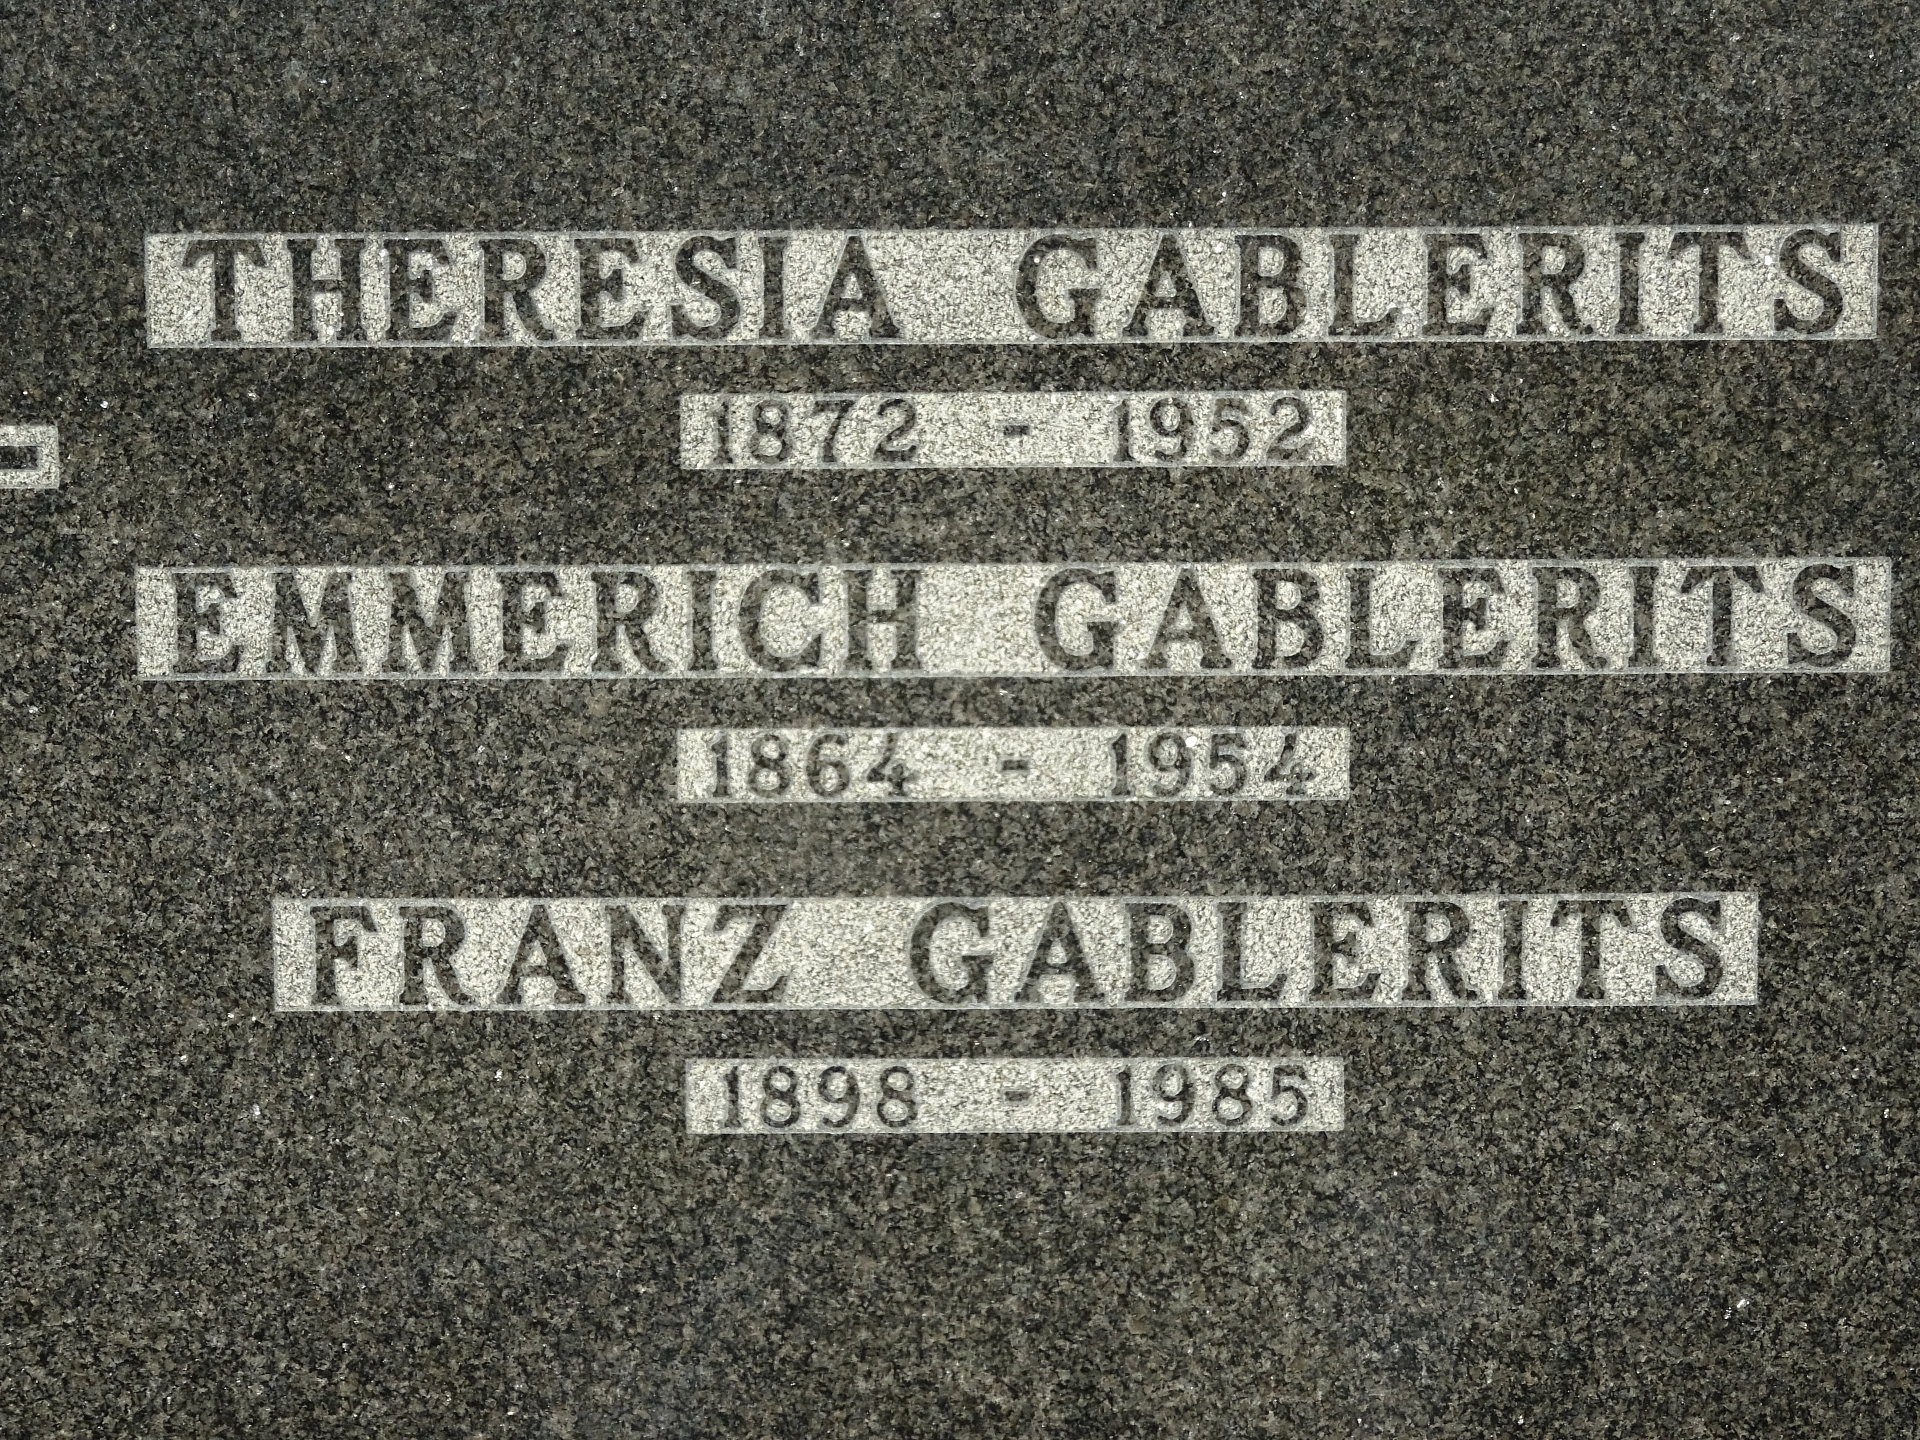 THERESIA GABLERITS
1872 - 1952
EMMERICH GABLERITS
1864 - 1954
FRANZ GABLERITS
1898 - 1985